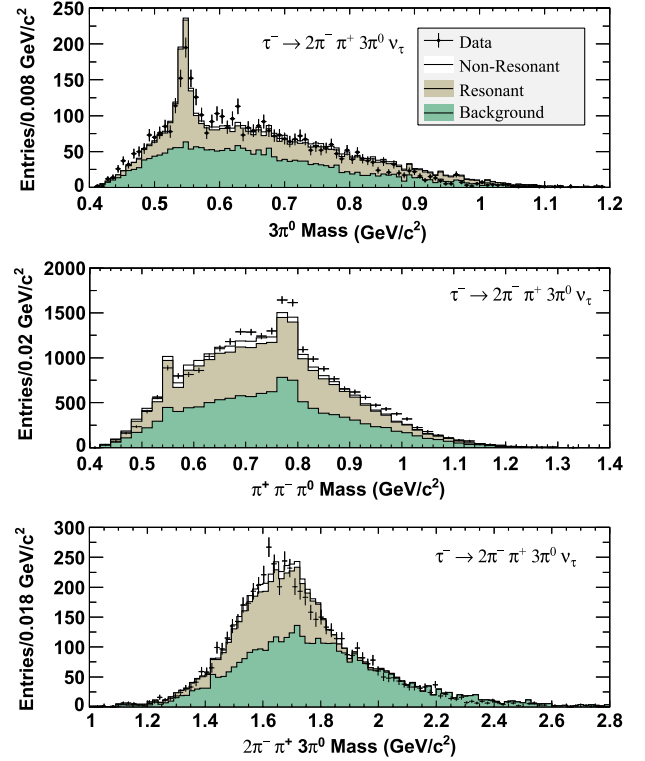 250
200
150
100
50
0
Entries/0.008 GeV/c²
τ⁻ → 2π⁻ π⁺ 3π⁰ ντ
Data
Non-Resonant
Resonant
Background
0.4 0.5 0.6 0.7 0.8 0.9 1 1.1 1.2
3π⁰ Mass (GeV/c²)
2000
1500
1000
500
0
Entries/0.02 GeV/c²
τ⁻ → 2π⁻ π⁺ 3π⁰ ντ
0.4 0.5 0.6 0.7 0.8 0.9 1 1.1 1.2 1.3 1.4
π⁺ π⁻ π⁰ Mass (GeV/c²)
300
250
200
150
100
50
0
Entries/0.018 GeV/c²
τ⁻ → 2π⁻ π⁺ 3π⁰ ντ
1 1.2 1.4 1.6 1.8 2 2.2 2.4 2.6 2.8
2π⁻ π⁺ 3π⁰ Mass (GeV/c²)